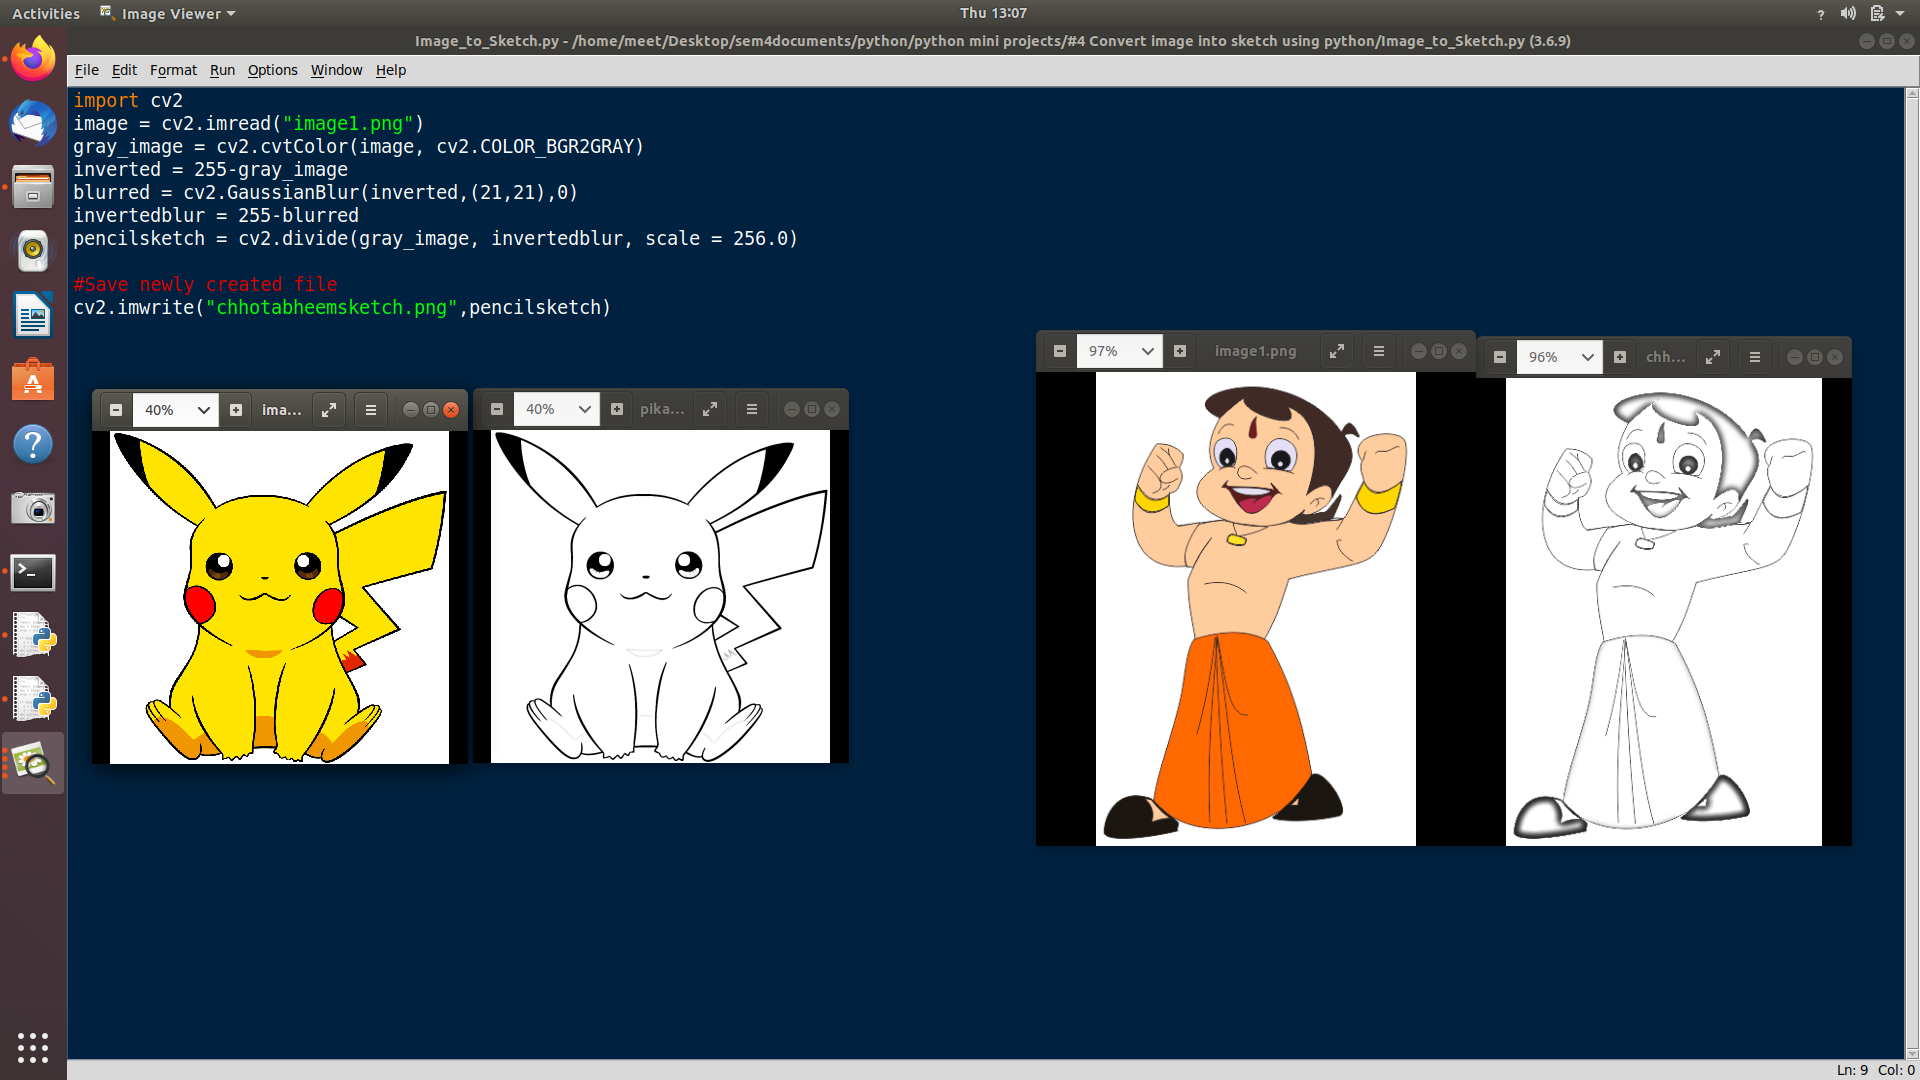 Activities Image Viewer Thu 13:07 ?
Image_to_Sketch.py - /home/meet/Desktop/sem4documents/python/python mini projects/#4 Convert image into sketch using python/Image_to_Sketch.py (3.6.9)
File Edit Format Run Options Window Help
import cv2
image = cv2.imread("image1.png")
gray_image = cv2.cvtColor(image, cv2.COLOR_BGR2GRAY)
inverted = 255-gray_image
blurred = cv2.GaussianBlur(inverted,(21,21),0)
invertedblur = 255-blurred
pencilsketch = cv2.divide(gray_image, invertedblur, scale = 256.0)
#Save newly created file
cv2.imwrite("chhotabheemsketch.png",pencilsketch)
97% image1.png
96% chh...
40% ima...
40% pika...
Ln: 9 Col: 0